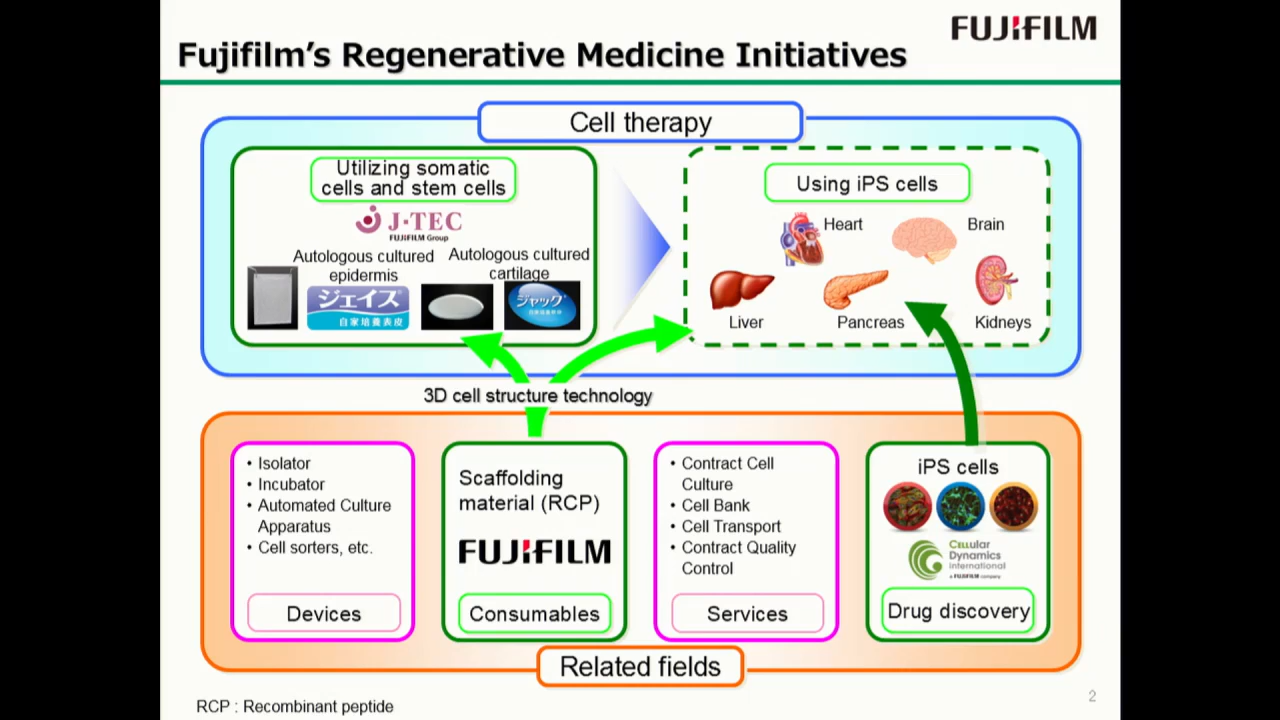 FUJIFILM
Fujifilm's Regenerative Medicine Initiatives
Cell therapy
Utilizing somatic
cells and stem cells
J-TEC
FUJIFILM Group
Autologous cultured
epidermis
Autologous cultured
cartilage
ジェイス
自家培養表皮
ジャック
Using iPS cells
Heart
Brain
Liver
Pancreas
Kidneys
3D cell structure technology
• Isolator
• Incubator
• Automated Culture
Apparatus
• Cell sorters, etc.
Devices
Scaffolding
material (RCP)
FUJIFILM
Consumables
• Contract Cell
Culture
• Cell Bank
• Cell Transport
• Contract Quality
Control
Services
iPS cells
CELLular
Dynamics
international
a FUJIFILM company
Drug discovery
Related fields
RCP : Recombinant peptide
2